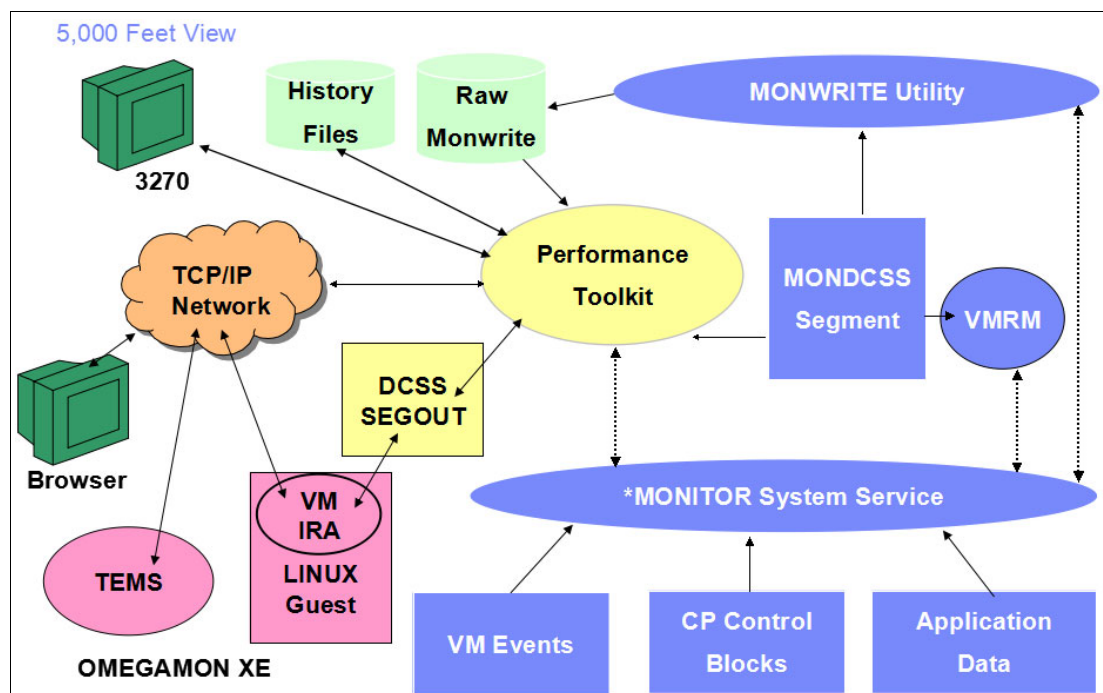 5,000 Feet View
History
Files
Raw
Monwrite
MONWRITE Utility
3270
Performance
Toolkit
MONDCSS
Segment
VMRM
TCP/IP
Network
DCSS
SEGOUT
Browser
*MONITOR System Service
VM
IRA
LINUX
Guest
TEMS
VM Events
CP Control
Blocks
Application
Data
OMEGAMON XE